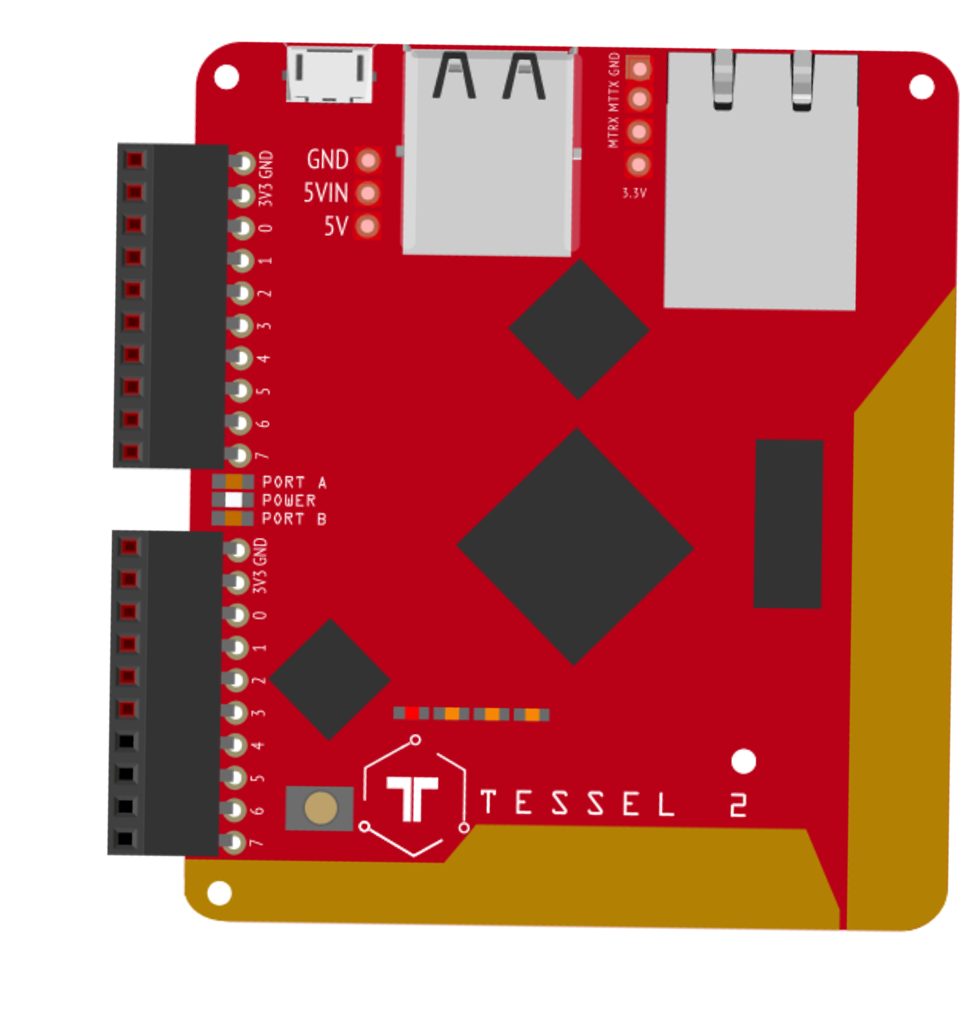 GND
5VIN
5V
MTRX MTTX GND
3.3V
GND
3V3
0
1
2
3
4
5
6
7
PORT A
POWER
PORT B
GND
3V3
0
1
2
3
4
5
6
7
TESSEL 2